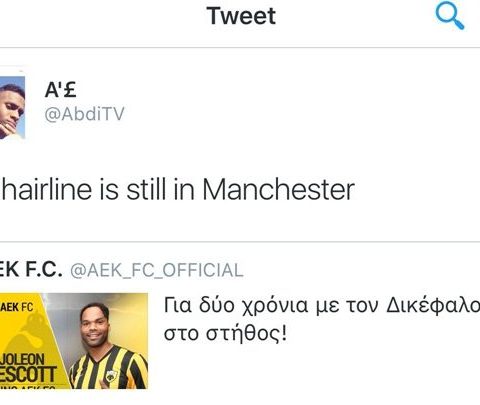 Tweet
A'£
@AbdiTV
hairline is still in Manchester
EK F.C. @AEK_FC_OFFICIAL
Για δύο χρόνια με τον Δικέφαλο
στο στήθος!
AEK FC
JOLEON
ESCOTT